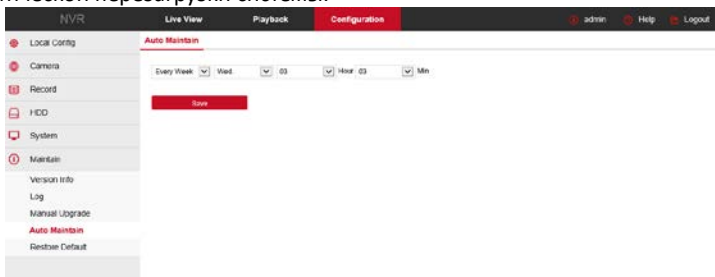 NVR Live View Playback Configuration admin Help Logout
Local Config
Auto Maintain
Camera
Every Week Wed. 03 Hour 03 Min
Record
Save
HDD
System
Maintain
Version Info
Log
Manual Upgrade
Auto Maintain
Restore Default